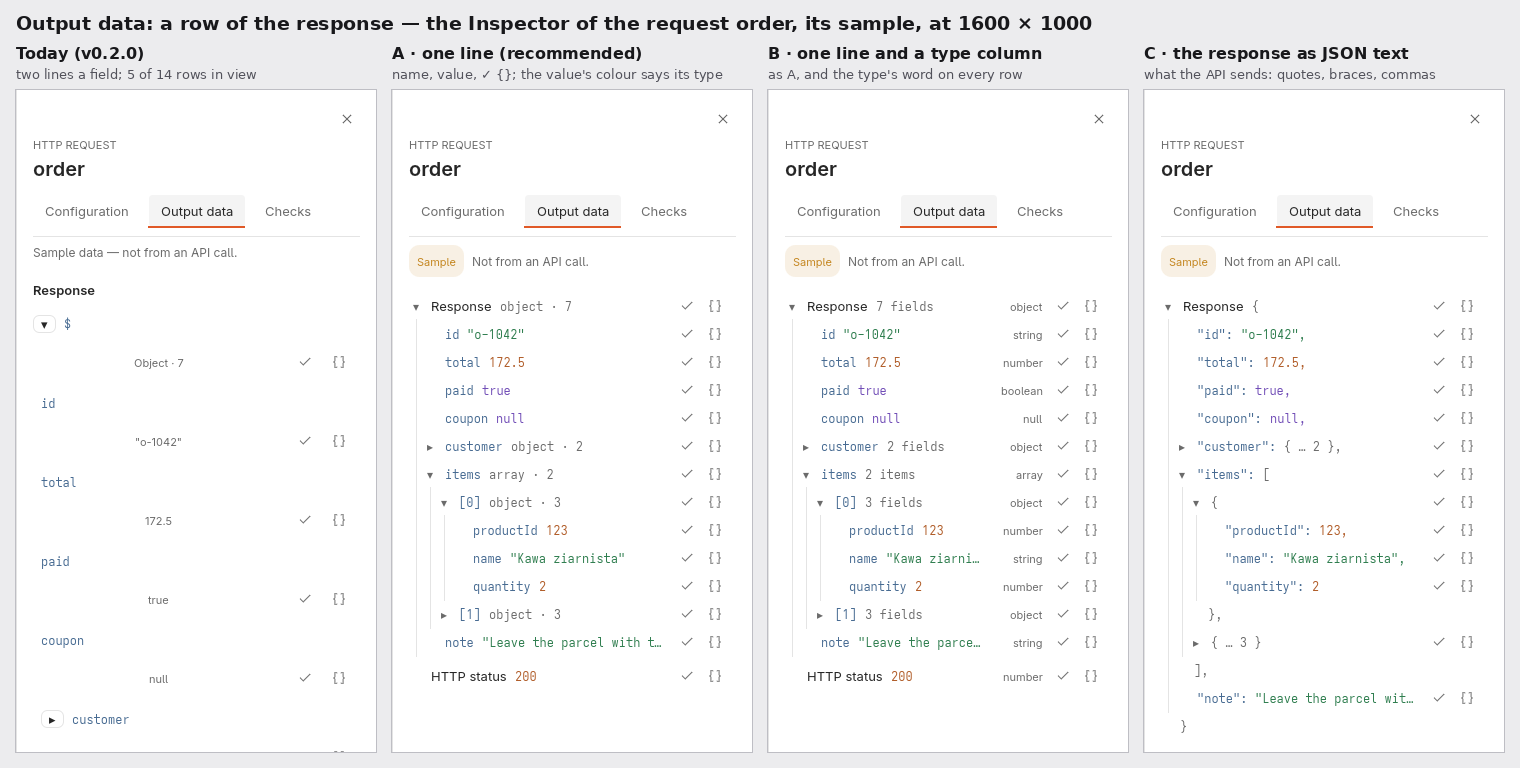 Output data: a row of the response — the Inspector of the request order, its sample, at 1600 × 1000
Today (v0.2.0)
two lines a field; 5 of 14 rows in view
×
HTTP REQUEST
order
Configuration Output data Checks
Sample data — not from an API call.
Response
▾ $
Object · 7 ✓ {}
id
"o-1042" ✓ {}
total
172.5 ✓ {}
paid
true ✓ {}
coupon
null ✓ {}
▸ customer
A · one line (recommended)
name, value, ✓ {}; the value's colour says its type
×
HTTP REQUEST
order
Configuration Output data Checks
Sample Not from an API call.
▾ Response object · 7 ✓ {}
id "o-1042" ✓ {}
total 172.5 ✓ {}
paid true ✓ {}
coupon null ✓ {}
▸ customer object · 2 ✓ {}
▾ items array · 2 ✓ {}
▾ [0] object · 3 ✓ {}
productId 123 ✓ {}
name "Kawa ziarnista" ✓ {}
quantity 2 ✓ {}
▸ [1] object · 3 ✓ {}
note "Leave the parcel with t… ✓ {}
HTTP status 200 ✓ {}
B · one line and a type column
as A, and the type's word on every row
×
HTTP REQUEST
order
Configuration Output data Checks
Sample Not from an API call.
▾ Response 7 fields object ✓ {}
id "o-1042" string ✓ {}
total 172.5 number ✓ {}
paid true boolean ✓ {}
coupon null null ✓ {}
▸ customer 2 fields object ✓ {}
▾ items 2 items array ✓ {}
▾ [0] 3 fields object ✓ {}
productId 123 number ✓ {}
name "Kawa ziarni… string ✓ {}
quantity 2 number ✓ {}
▸ [1] 3 fields object ✓ {}
note "Leave the parce… string ✓ {}
HTTP status 200 number ✓ {}
C · the response as JSON text
what the API sends: quotes, braces, commas
×
HTTP REQUEST
order
Configuration Output data Checks
Sample Not from an API call.
▾ Response { ✓ {}
"id": "o-1042", ✓ {}
"total": 172.5, ✓ {}
"paid": true, ✓ {}
"coupon": null, ✓ {}
▸ "customer": { … 2 }, ✓ {}
▾ "items": [ ✓ {}
▾ { ✓ {}
"productId": 123, ✓ {}
"name": "Kawa ziarnista", ✓ {}
"quantity": 2 ✓ {}
},
▸ { … 3 } ✓ {}
],
"note": "Leave the parcel wit… ✓ {}
}